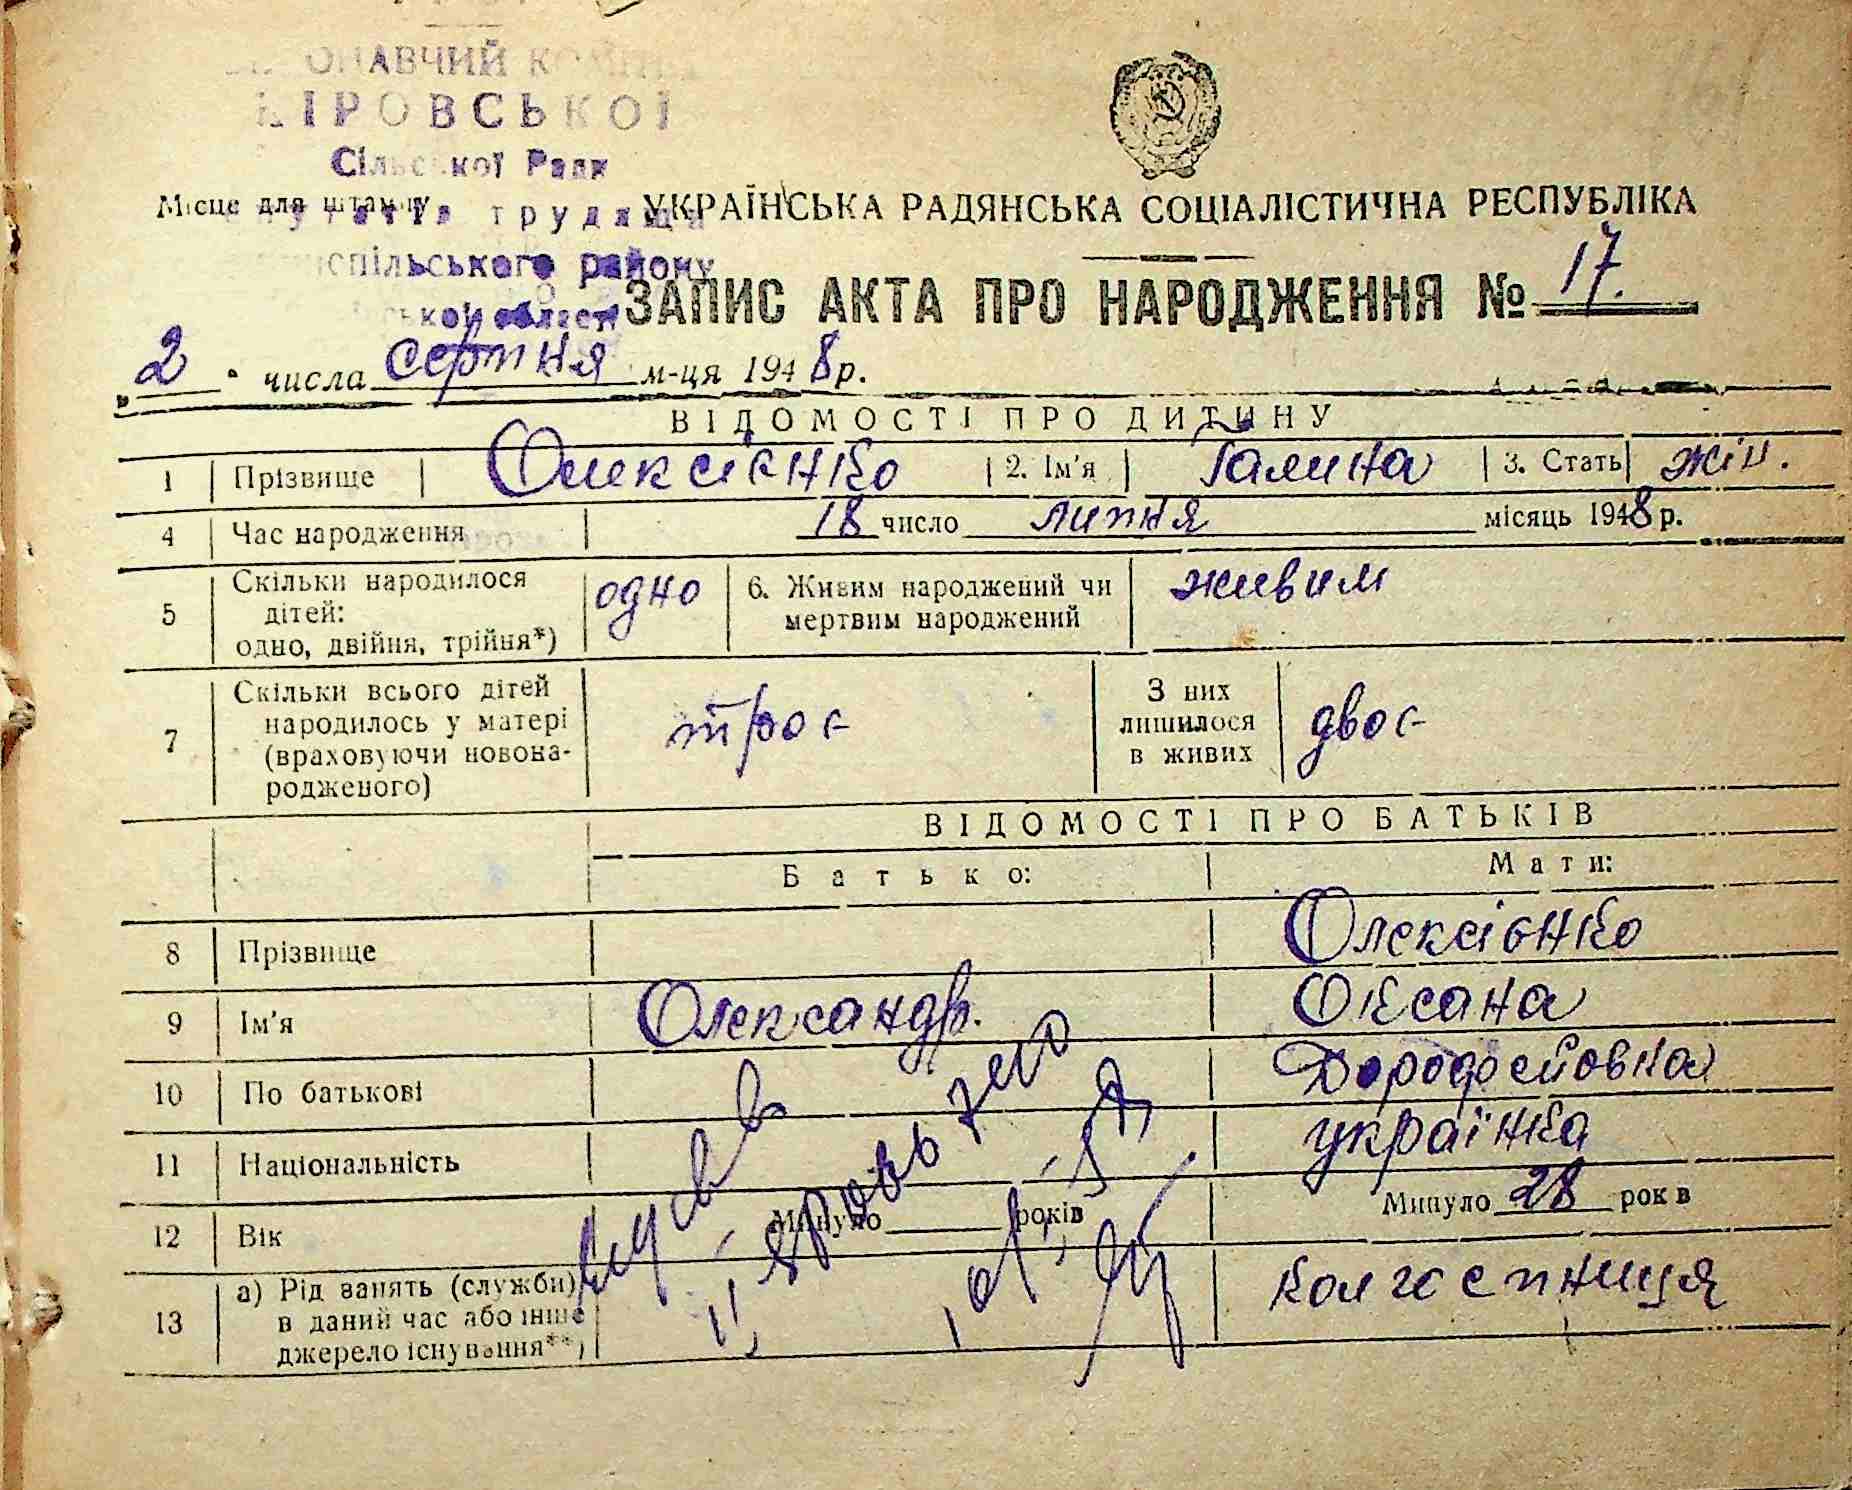 КІРОВСЬКОЇ
Сільської Ради
Місце для штампу
УКРАЇНСЬКА РАДЯНСЬКА СОЦІАЛІСТИЧНА РЕСПУБЛІКА
району
ЗАПИС АКТА ПРО НАРОДЖЕННЯ № 17.
2 числа серпня м-ця 1948 р.
ВІДОМОСТІ ПРО ДИТИНУ
1 Прізвище Олексієнко 2. Ім'я Галина 3. Стать жін.
4 Час народження 18 число липня місяць 1948 р.
5 Скільки народилося дітей: одно, двійня, трійня*) одно 6. Живим народжений чи мертвим народжений живим
7 Скільки всього дітей народилось у матері (враховуючи новонародженого) троє З них лишилося в живих двоє
ВІДОМОСТІ ПРО БАТЬКІВ
Батько: Мати:
8 Прізвище Олексієнко
9 Ім'я Олександр. Оксана
10 По батькові Дорофейовна
11 Національність українка
12 Вік Минуло років Минуло 28 років
13 а) Рід занять (служби) в даний час або інше джерело існування**) колгоспниця